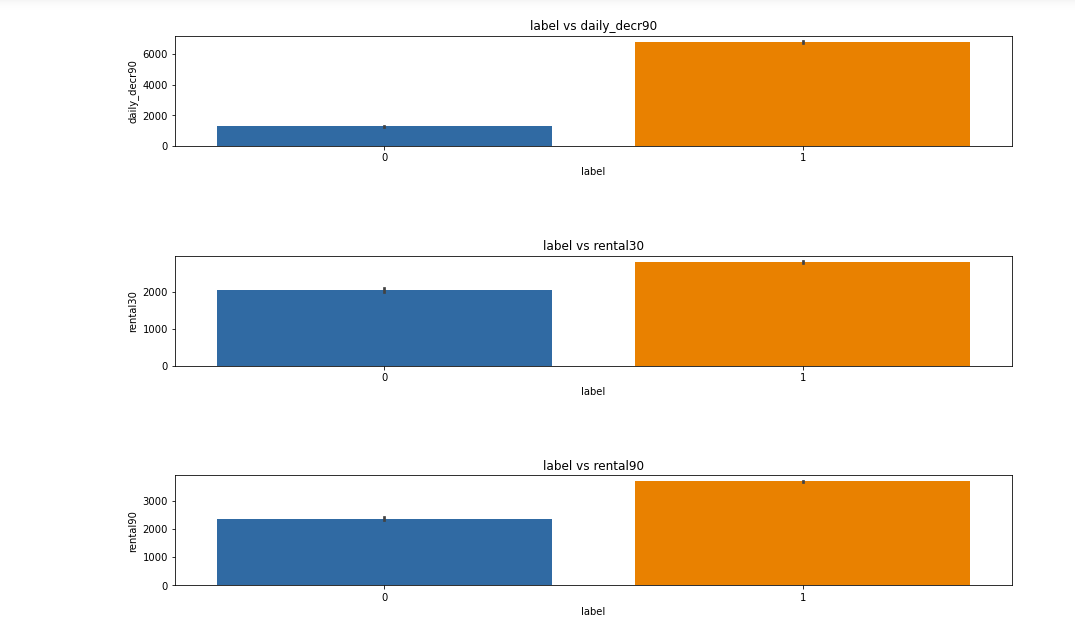 label vs daily_decr90
daily_decr90
6000
4000
2000
0
0 1
label
label vs rental30
rental30
2000
1000
0
0 1
label
label vs rental90
rental90
3000
2000
1000
0
0 1
label